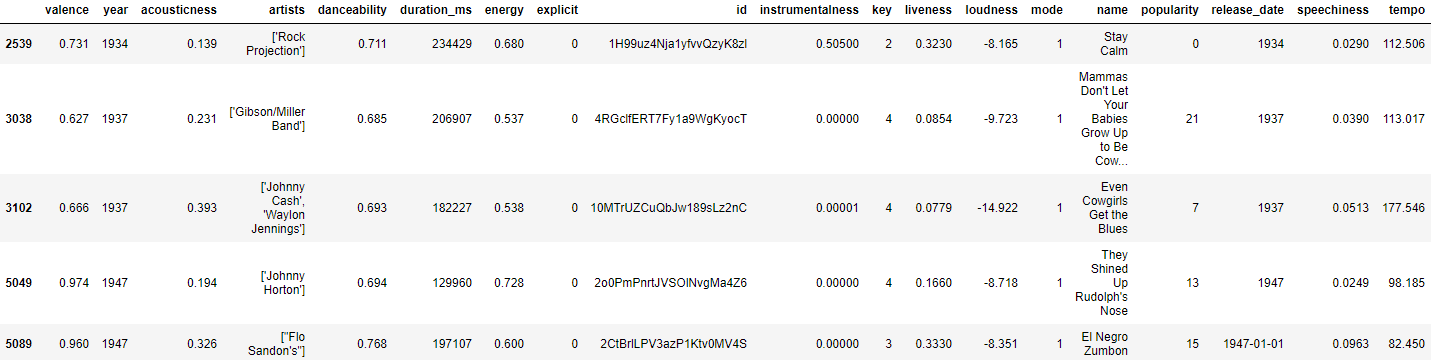 valence year acousticness artists danceability duration_ms energy explicit id instrumentalness key liveness loudness mode name popularity release_date speechiness tempo
2539 0.731 1934 0.139 ['Rock Projection'] 0.711 234429 0.680 0 1H99uz4Nja1yfvvQzyK8zl 0.50500 2 0.3230 -8.165 1 Stay Calm 0 1934 0.0290 112.506
3038 0.627 1937 0.231 ['Gibson/Miller Band'] 0.685 206907 0.537 0 4RGclfERT7Fy1a9WgKyocT 0.00000 4 0.0854 -9.723 1 Mammas Don't Let Your Babies Grow Up to Be Cow... 21 1937 0.0390 113.017
3102 0.666 1937 0.393 ['Johnny Cash', 'Waylon Jennings'] 0.693 182227 0.538 0 10MTrUZCuQbJw189sLz2nC 0.00001 4 0.0779 -14.922 1 Even Cowgirls Get the Blues 7 1937 0.0513 177.546
5049 0.974 1947 0.194 ['Johnny Horton'] 0.694 129960 0.728 0 2o0PmPnrtJVSOlNvgMa4Z6 0.00000 4 0.1660 -8.718 1 They Shined Up Rudolph's Nose 13 1947 0.0249 98.185
5089 0.960 1947 0.326 ["Flo Sandon's"] 0.768 197107 0.600 0 2CtBrlLPV3azP1Ktv0MV4S 0.00000 3 0.3330 -8.351 1 El Negro Zumbon 15 1947-01-01 0.0963 82.450